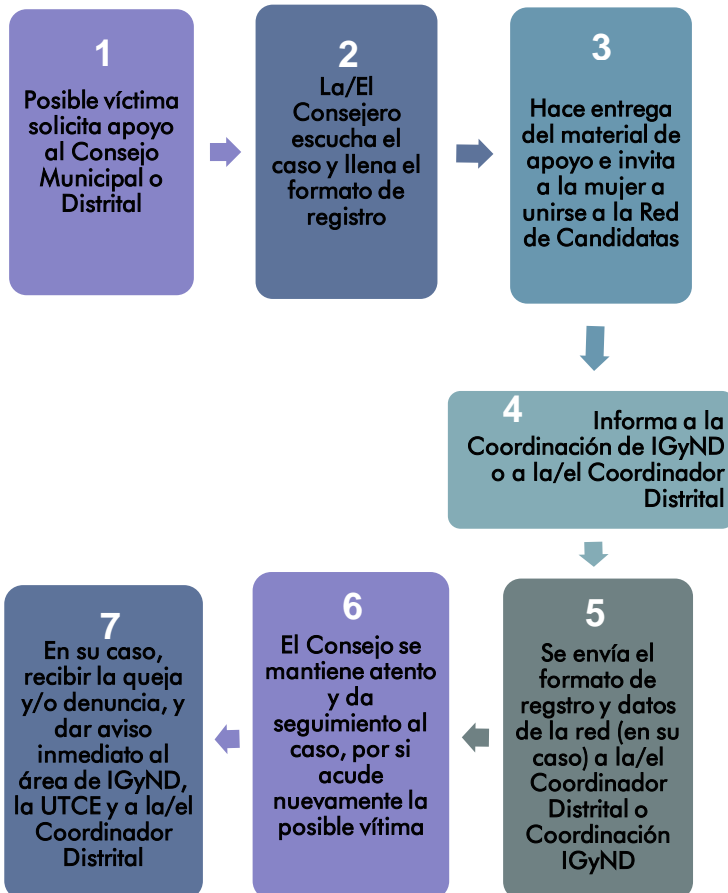 1
Posible víctima
solicita apoyo
al Consejo
Municipal o
Distrital
2
La/El
Consejero
escucha el
caso y llena el
formato de
registro
3
Hace entrega
del material de
apoyo e invita
a la mujer a
unirse a la Red
de Candidatas
4
Informa a la
Coordinación de IGyND
o a la/el Coordinador
Distrital
5
Se envía el
formato de
regstro y datos
de la red (en su
caso) a la/el
Coordinador
Distrital o
Coordinación
IGyND
6
El Consejo se
mantiene atento
y da
seguimiento al
caso, por si
acude
nuevamente la
posible vítima
7
En su caso,
recibir la queja
y/o denuncia, y
dar aviso
inmediato al
área de IGyND,
la UTCE y a la/el
Coordinador
Distrital